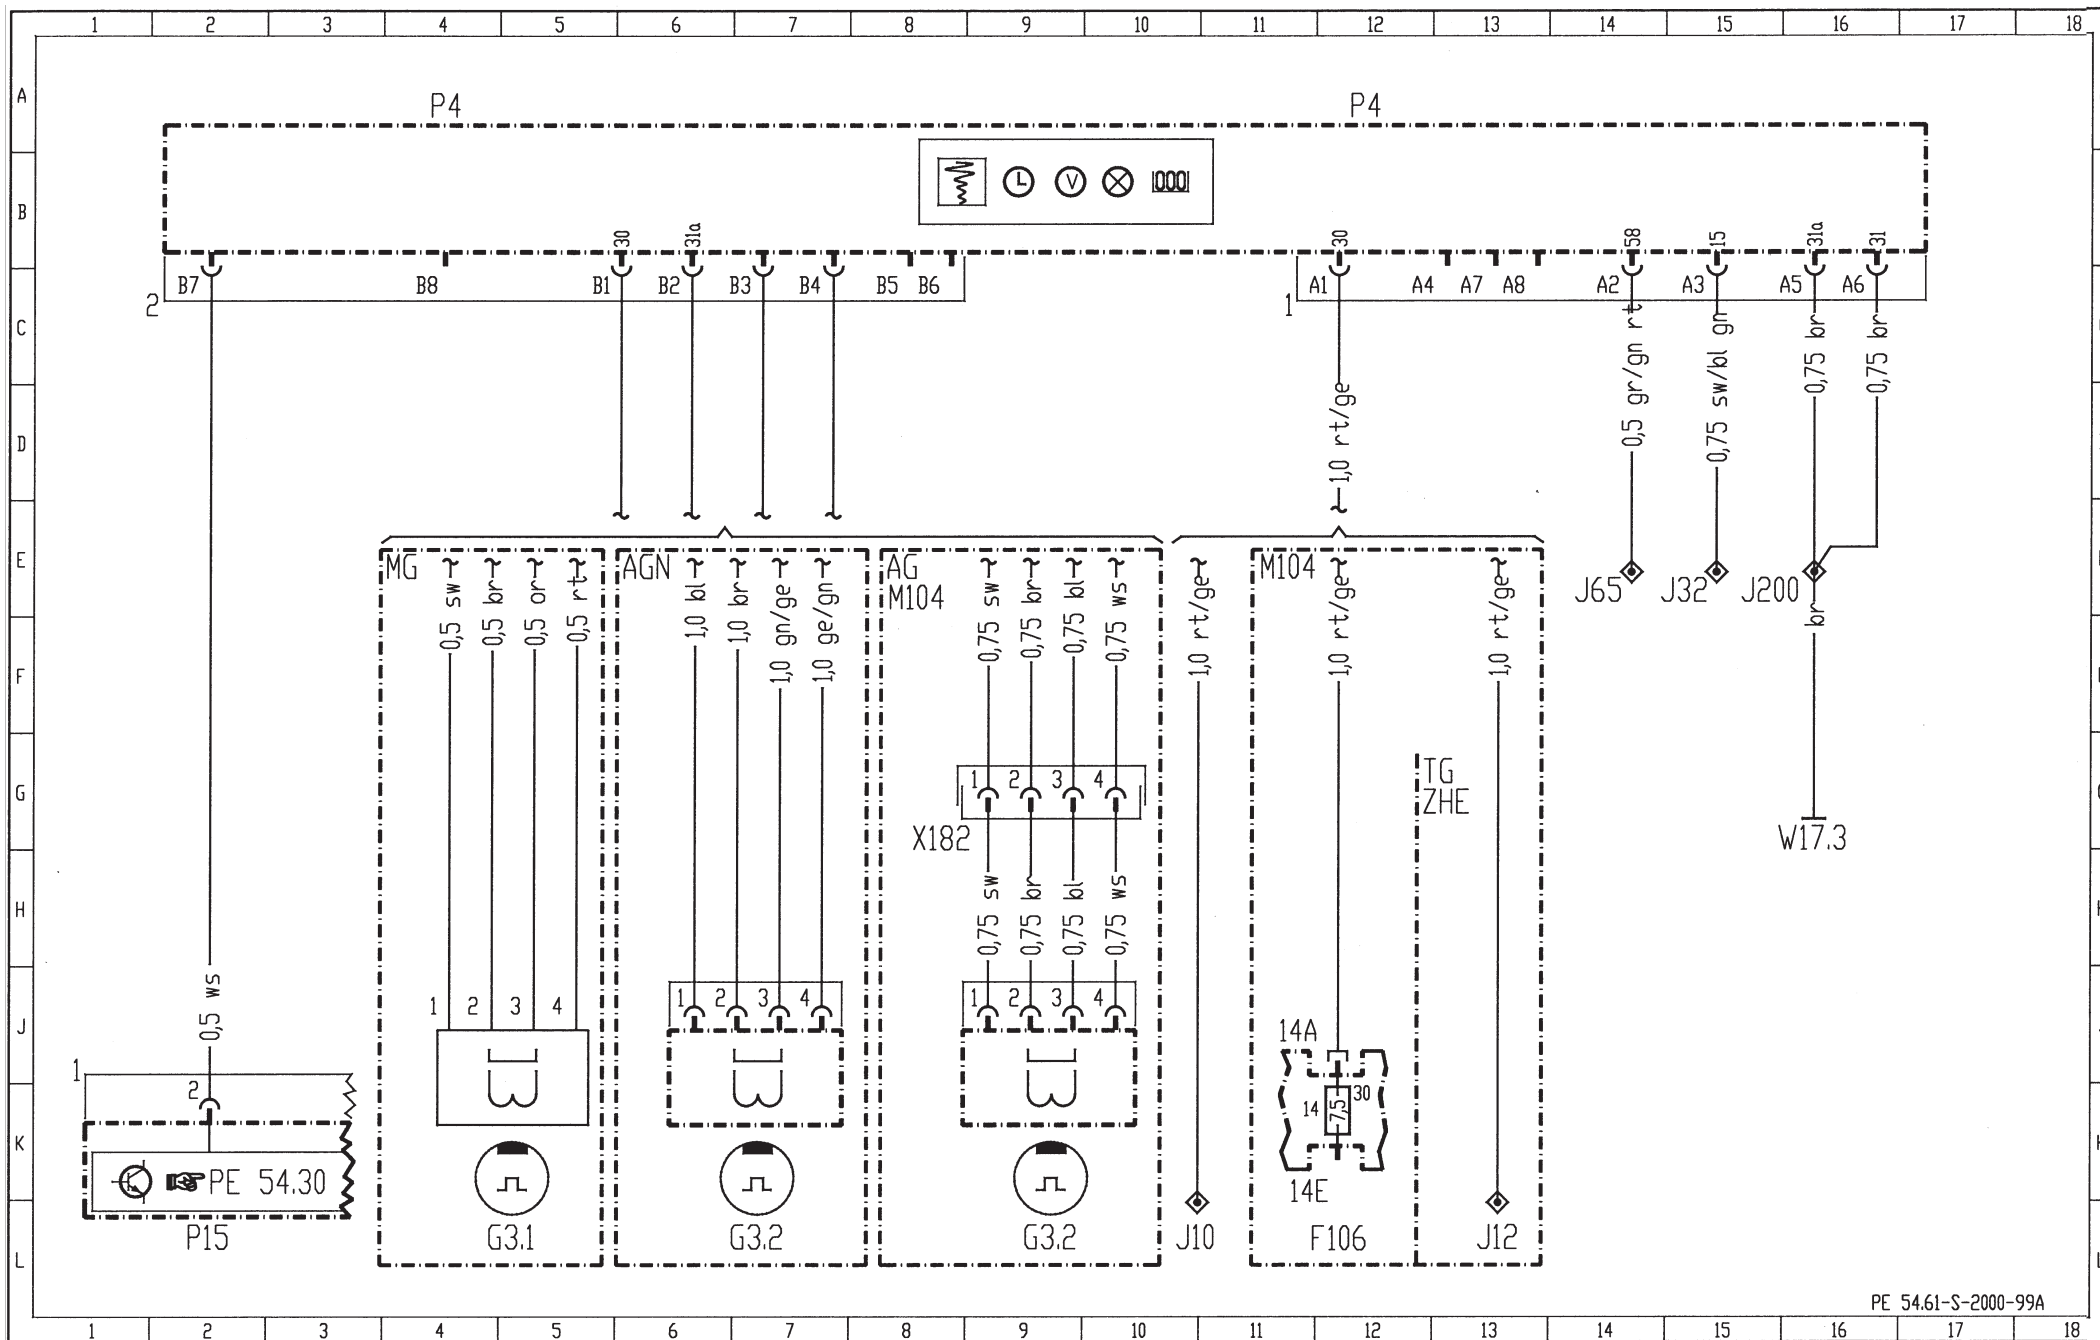 1 2 3 4 5 6 7 8 9 10 11 12 13 14 15 16 17 18
A
P4 P4
L V 000
B
30 31a 30 58 15 31a 31
B7 B8 B1 B2 B3 B4 B5 B6 A1 A4 A7 A8 A2 A3 A5 A6
2 1
C
0,5 gr/gn rt
0,75 sw/bl gn
0,75 br
0,75 br
D
1,0 rt/ge
E
MG AGN AG M104
M104
J65 J32 J200
0,5 sw
0,5 br
0,5 or
0,5 rt
1,0 bl
1,0 br
1,0 gn/ge
1,0 ge/gn
0,75 sw
0,75 br
0,75 bl
0,75 ws
1,0 rt/ge
1,0 rt/ge
1,0 rt/ge
br
F
G
1 2 3 4
TG
ZHE
X182
W17.3
H
0,75 sw
0,75 br
0,75 bl
0,75 ws
0,5 ws
J
1 2 3 4
1 2 3 4
1 2 3 4
14A
1
2
14 7,5 30
K
PE 54.30
14E
P15 G3.1 G3.2 G3.2 J10 F106 J12
L
PE 54.61-S-2000-99A
1 2 3 4 5 6 7 8 9 10 11 12 13 14 15 16 17 18